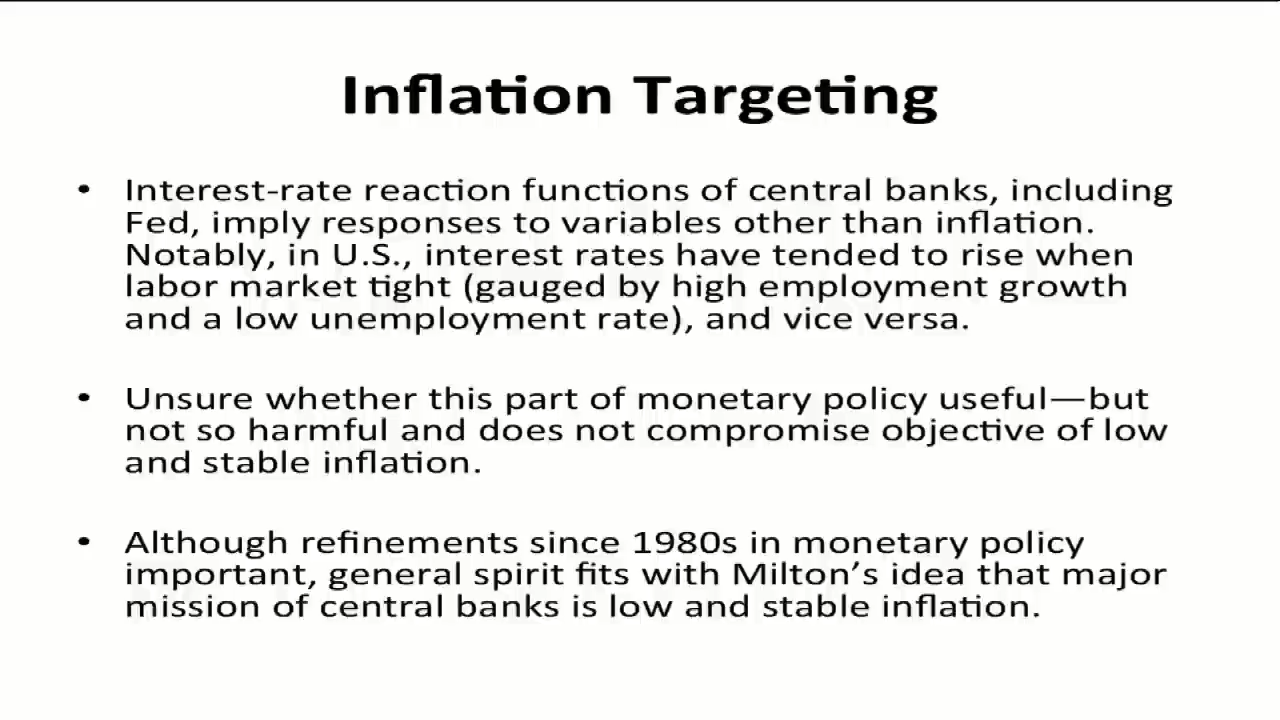 Inflation Targeting
• Interest-rate reaction functions of central banks, including
Fed, imply responses to variables other than inflation.
Notably, in U.S., interest rates have tended to rise when
labor market tight (gauged by high employment growth
and a low unemployment rate), and vice versa.
• Unsure whether this part of monetary policy useful—but
not so harmful and does not compromise objective of low
and stable inflation.
• Although refinements since 1980s in monetary policy
important, general spirit fits with Milton’s idea that major
mission of central banks is low and stable inflation.